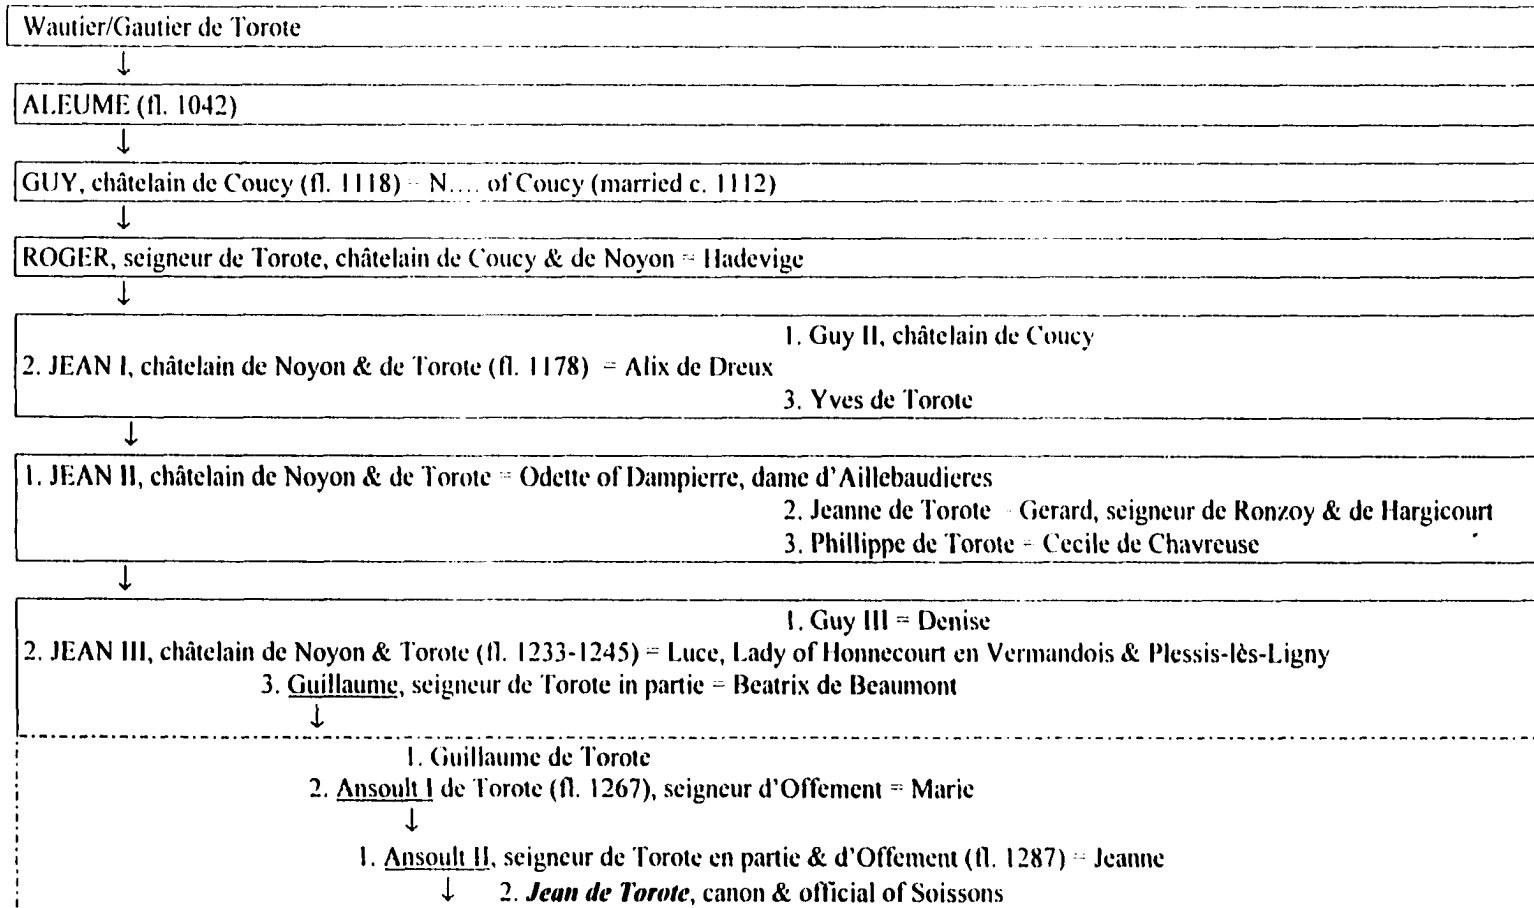 Wautier/Gautier de Torote
↓
ALEUME (fl. 1042)
↓
GUY, châtelain de Coucy (fl. 1118) = N.... of Coucy (married c. 1112)
↓
ROGER, seigneur de Torote, châtelain de Coucy & de Noyon = Hadevige
↓
1. Guy II, châtelain de Coucy
2. JEAN I, châtelain de Noyon & de Torote (fl. 1178) = Alix de Dreux
3. Yves de Torote
↓
1. JEAN II, châtelain de Noyon & de Torote = Odette of Dampierre, dame d'Aillebaudieres
2. Jeanne de Torote = Gerard, seigneur de Ronzoy & de Hargicourt
3. Phillippe de Torote = Cecile de Chavreuse
↓
1. Guy III = Denise
2. JEAN III, châtelain de Noyon & Torote (fl. 1233-1245) = Luce, Lady of Honnecourt en Vermandois & Plessis-lès-Ligny
3. Guillaume, seigneur de Torote in partie = Beatrix de Beaumont
↓
1. Guillaume de Torote
2. Ansoult I de Torote (fl. 1267), seigneur d'Offement = Marie
↓
1. Ansoult II, seigneur de Torote en partie & d'Offement (fl. 1287) = Jeanne
↓ 2. Jean de Torote, canon & official of Soissons